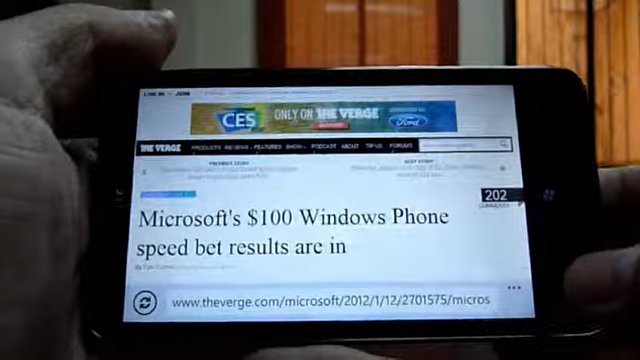 LOG IN OR JOIN
CES ONLY ON THE VERGE Ford
THE VERGE PRODUCTS REVIEWS FEATURES SHOW PODCAST ABOUT TIP US FORUMS
PREVIOUS STORY NEXT STORY
202
COMMENTS
Microsoft's $100 Windows Phone
speed bet results are in
www.theverge.com/microsoft/2012/1/12/2701575/micros